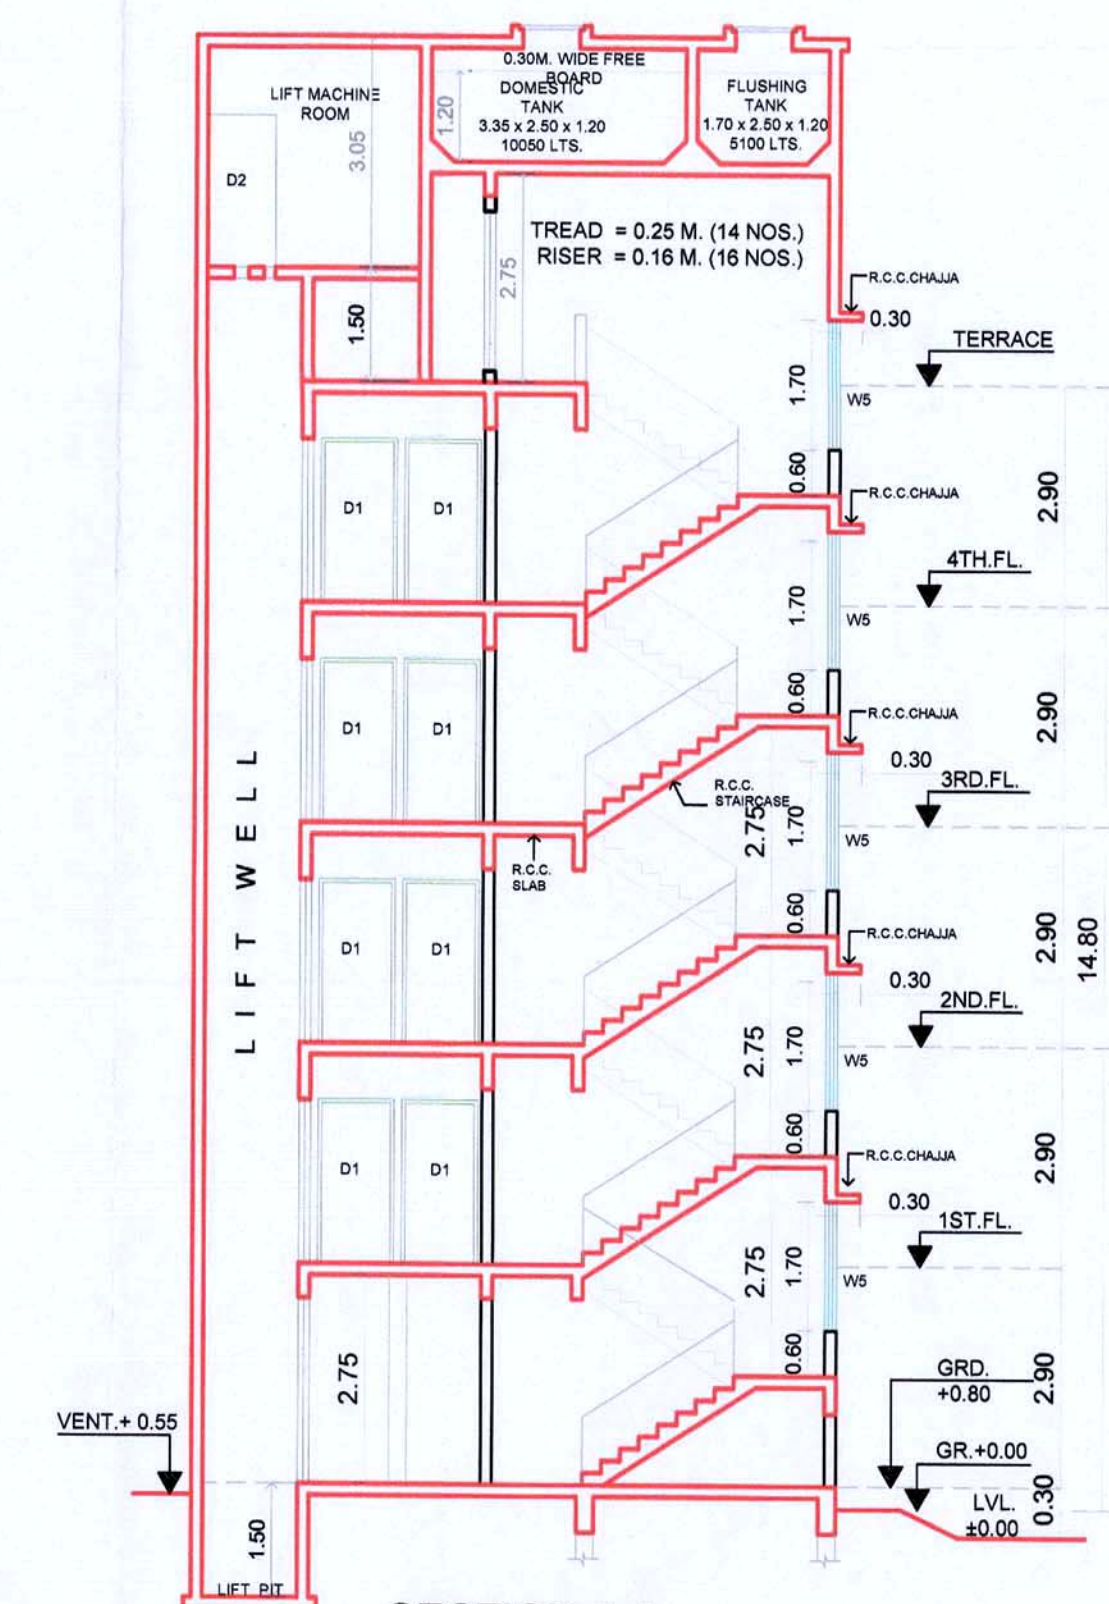 0.30M. WIDE FREE
BOARD
LIFT MACHINE
ROOM
3.05
1.20
DOMESTIC
TANK
3.35 x 2.50 x 1.20
10050 LTS.
FLUSHING
TANK
1.70 x 2.50 x 1.20
5100 LTS.
D2
TREAD = 0.25 M. (14 NOS.)
RISER = 0.16 M. (16 NOS.)
2.75
1.50
R.C.C.CHAJJA
0.30
TERRACE
1.70
W5
0.60
R.C.C.CHAJJA
2.90
D1
D1
4TH.FL.
1.70
W5
0.60
R.C.C.CHAJJA
2.90
D1
D1
0.30
3RD.FL.
R.C.C.
STAIRCASE
2.75
1.70
W5
R.C.C.
SLAB
LIFT WELL
0.60
R.C.C.CHAJJA
2.90
14.80
D1
D1
0.30
2ND.FL.
2.75
1.70
W5
0.60
R.C.C.CHAJJA
2.90
D1
D1
0.30
1ST.FL.
2.75
1.70
W5
0.60
2.75
GRD.
+0.80
2.90
VENT.+ 0.55
GR.+0.00
LVL.
±0.00
0.30
1.50
LIFT PIT